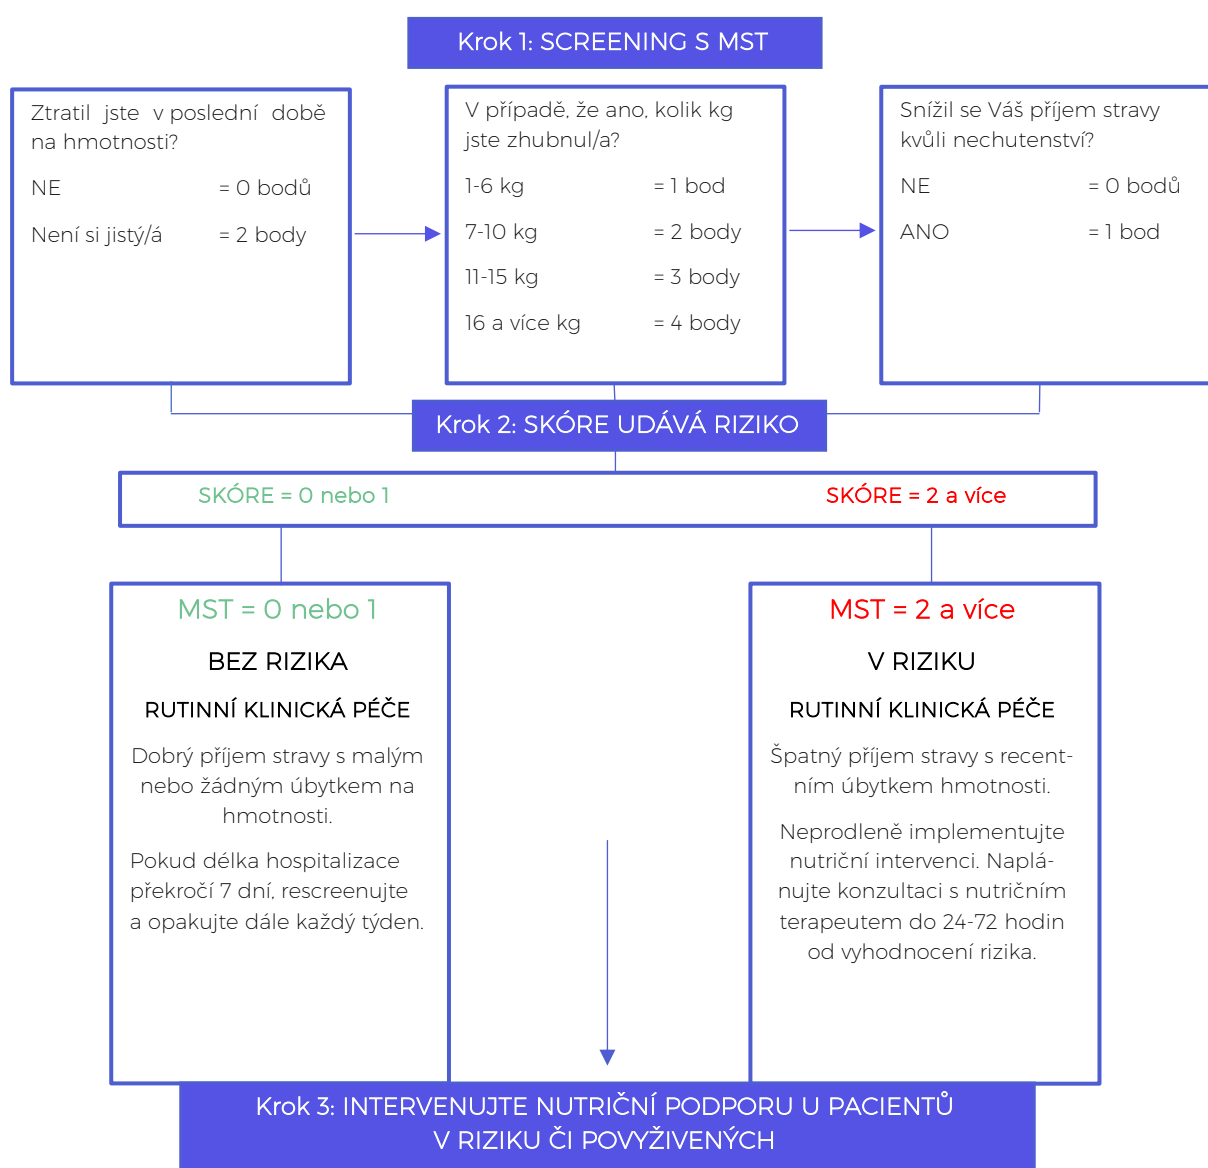 Krok 1: SCREENING S MST
Ztratil jste v poslední době
na hmotnosti?
NE = 0 bodů
Není si jistý/á = 2 body
V případě, že ano, kolik kg
jste zhubnul/a?
1-6 kg = 1 bod
7-10 kg = 2 body
11-15 kg = 3 body
16 a více kg = 4 body
Snížil se Váš příjem stravy
kvůli nechutenství?
NE = 0 bodů
ANO = 1 bod
Krok 2: SKÓRE UDÁVÁ RIZIKO
SKÓRE = 0 nebo 1
SKÓRE = 2 a více
MST = 0 nebo 1
BEZ RIZIKA
RUTINNÍ KLINICKÁ PÉČE
Dobrý příjem stravy s malým
nebo žádným úbytkem na
hmotnosti.
Pokud délka hospitalizace
překročí 7 dní, rescreenujte
a opakujte dále každý týden.
MST = 2 a více
V RIZIKU
RUTINNÍ KLINICKÁ PÉČE
Špatný příjem stravy s recent-
ním úbytkem hmotnosti.
Neprodleně implementujte
nutriční intervenci. Naplá-
nujte konzultaci s nutričním
terapeutem do 24-72 hodin
od vyhodnocení rizika.
Krok 3: INTERVENUJTE NUTRIČNÍ PODPORU U PACIENTŮ
V RIZIKU ČI POVYŽIVENÝCH